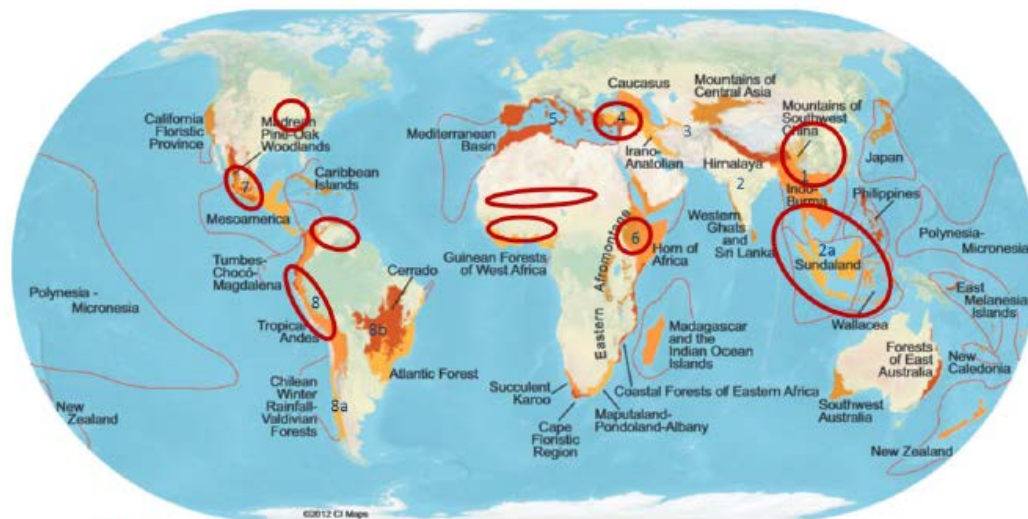 California
Floristic
Province
Madrean
Pine-Oak
Woodlands
Caribbean
Islands
7
Mesoamerica
Tumbes-
Chocó-
Magdalena
Polynesia -
Micronesia
8
Tropical
Andes
Cerrado
8b
Atlantic Forest
Chilean
Winter
Rainfall-
Valdivian
Forests
8a
New
Zealand
Mediterranean
Basin
5
4
Caucasus
3
Irano-
Anatolian
Mountains of
Central Asia
Himalaya
2
Mountains of
Southwest
China
1
Indo-
Burma
Japan
Philippines
Western
Ghats
and
Sri Lanka
Polynesia-
Micronesia
2a
Sundaland
Wallacea
East
Melanesian
Islands
Guinean Forests
of West Africa
6
Horn of
Africa
Eastern Afromontane
Madagascar
and the
Indian Ocean
Islands
Coastal Forests of Eastern Africa
Maputaland-
Pondoland-Albany
Succulent
Karoo
Cape
Floristic
Region
Forests
of East
Australia
New
Caledonia
Southwest
Australia
New Zealand
©2012 CI Maps